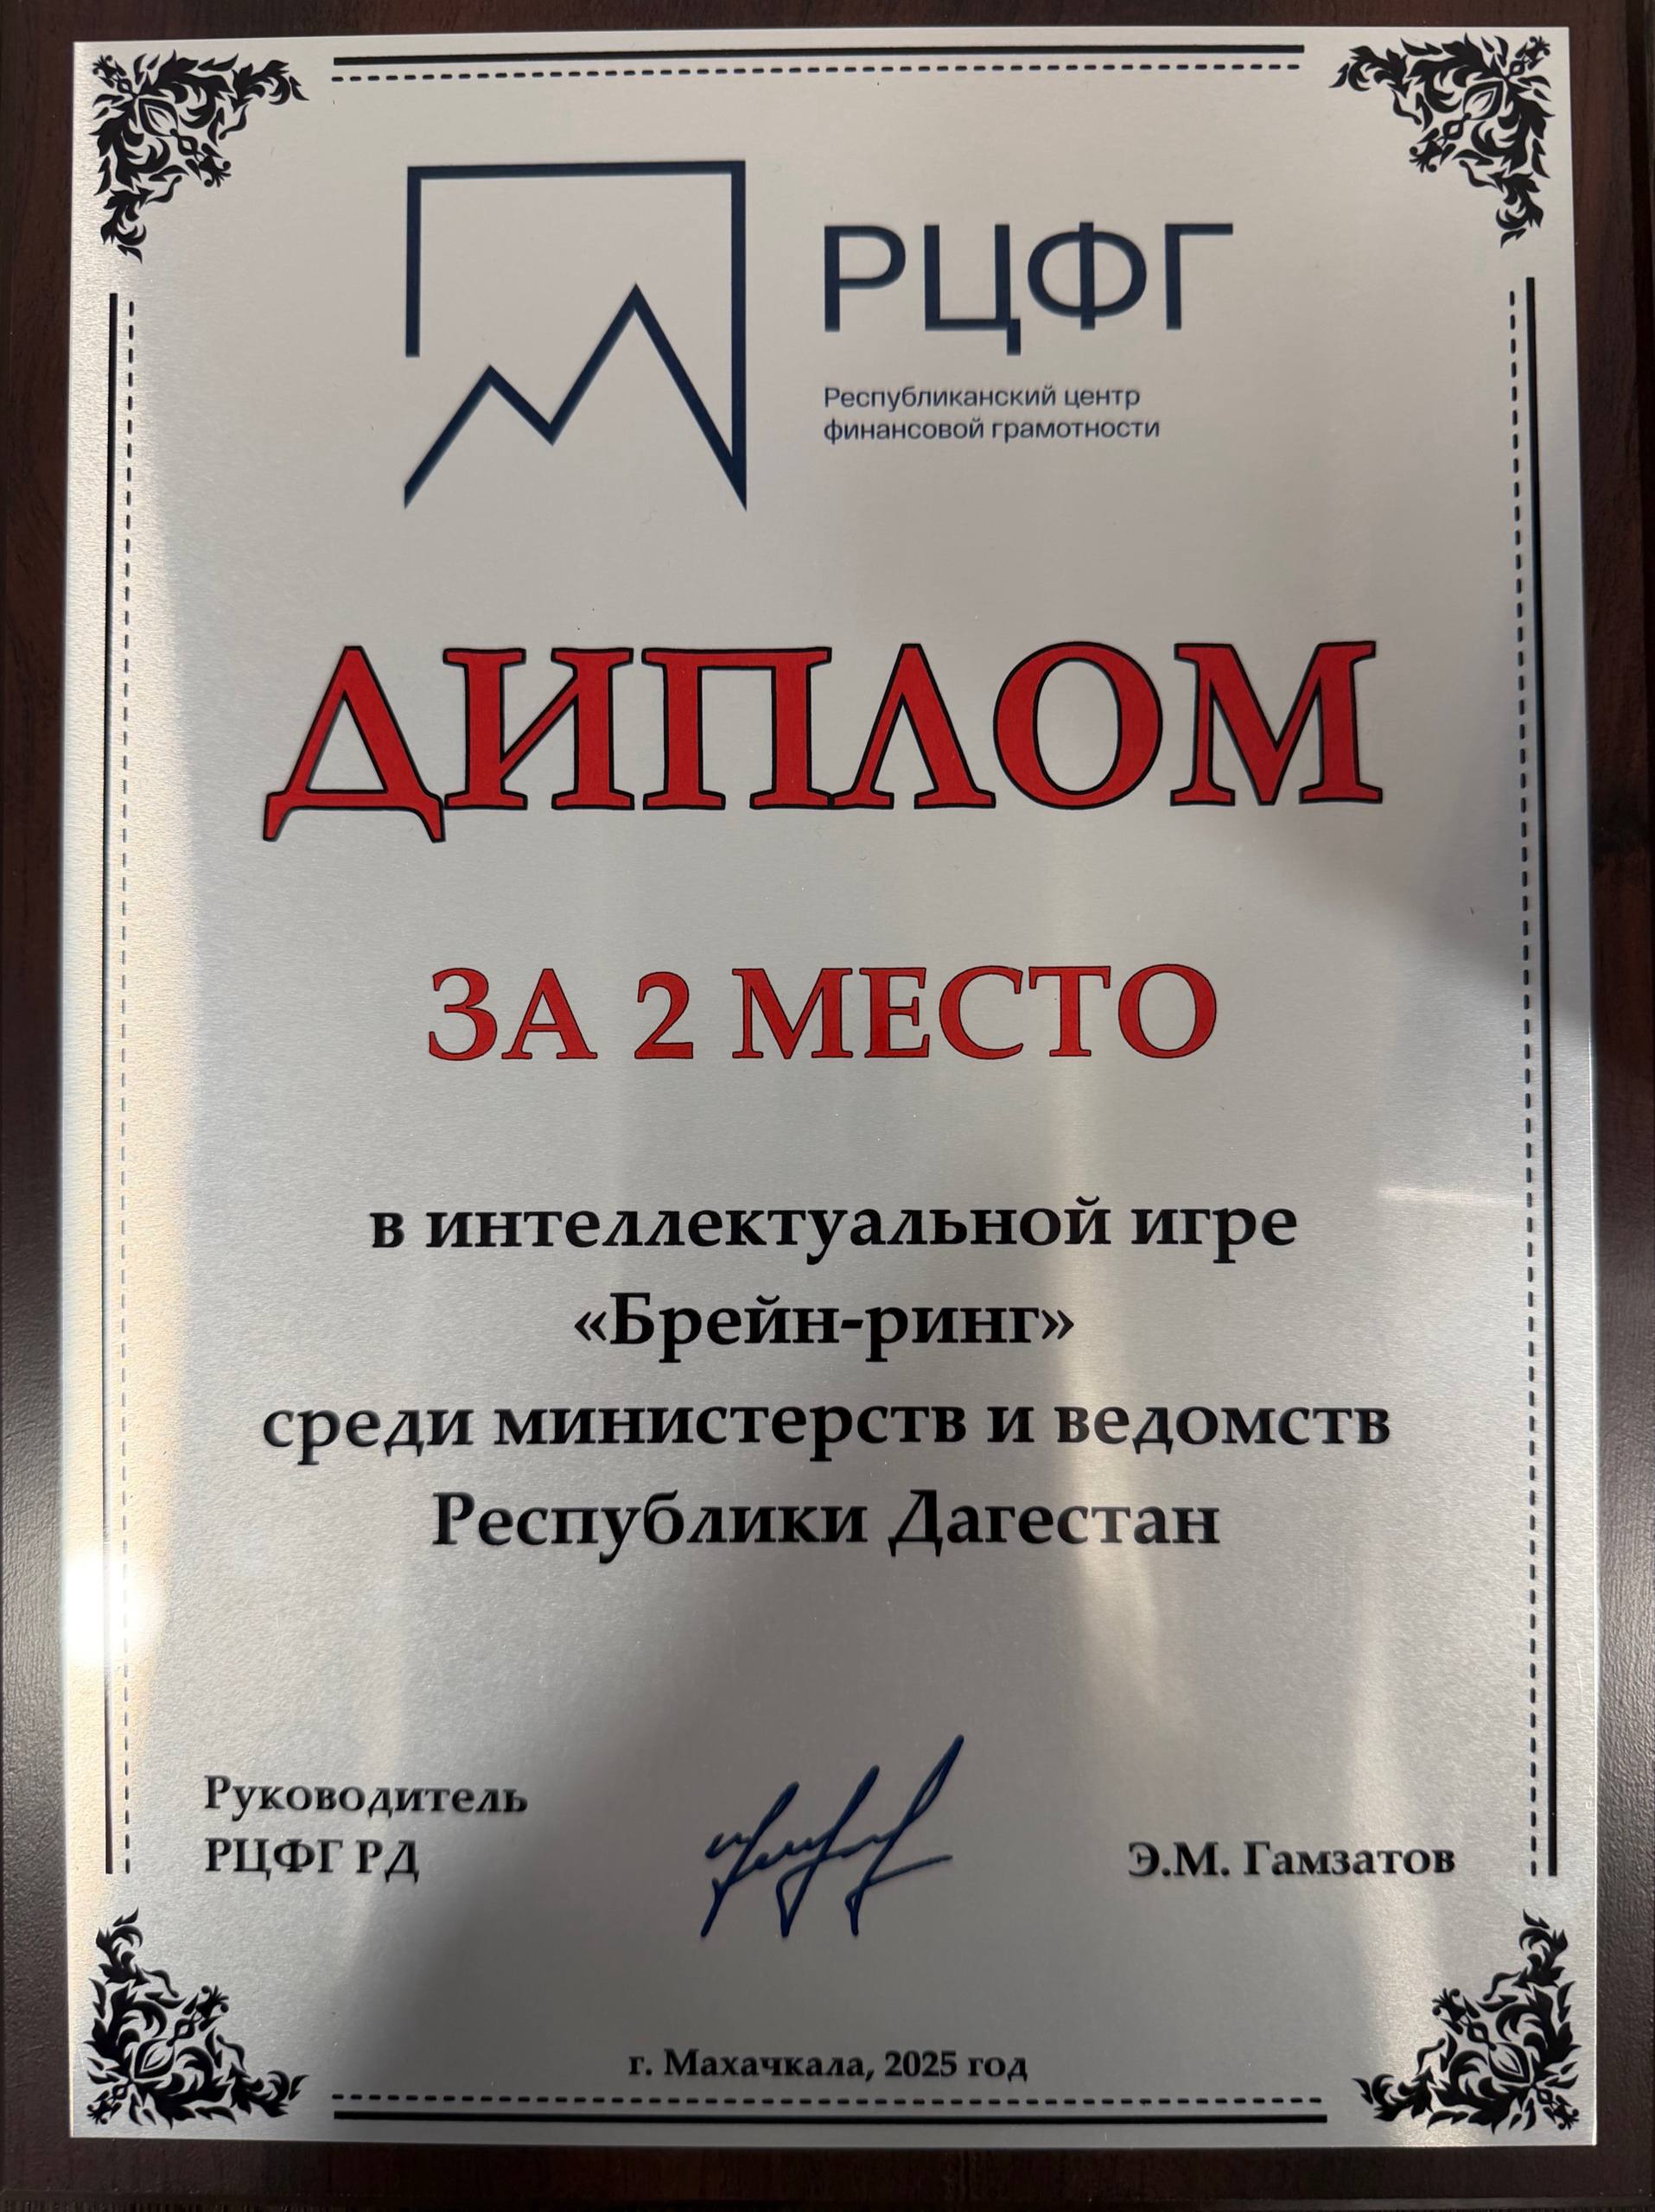 РЦФГ
Республиканский центр
финансовой грамотности
ДИПЛОМ
ЗА 2 МЕСТО
в интеллектуальной игре
«Брейн-ринг»
среди министерств и ведомств
Республики Дагестан
Руководитель
РЦФГ РД
Э.М. Гамзатов
г. Махачкала, 2025 год